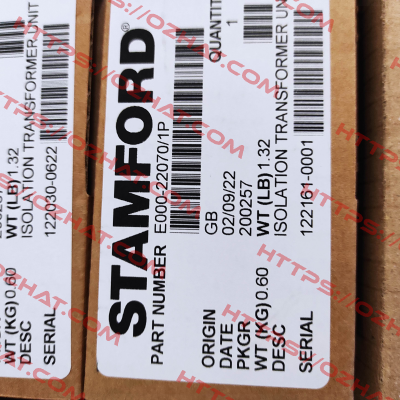 STAMFORD®
PART NUMBER E000-22070/1P
QUANTITY
1
ORIGIN GB
DATE 02/09/22
PKGR 200257
WT (KG) 0.60 WT (LB) 1.32
DESC ISOLATION TRANSFORMER UNI
SERIAL 122161-0001
WT (KG) 0.60 WT (LB) 1.32
DESC ISOLATION TRANSFORMER UNIT
SERIAL 122030-0622
HTTPS://OZHAT.COM